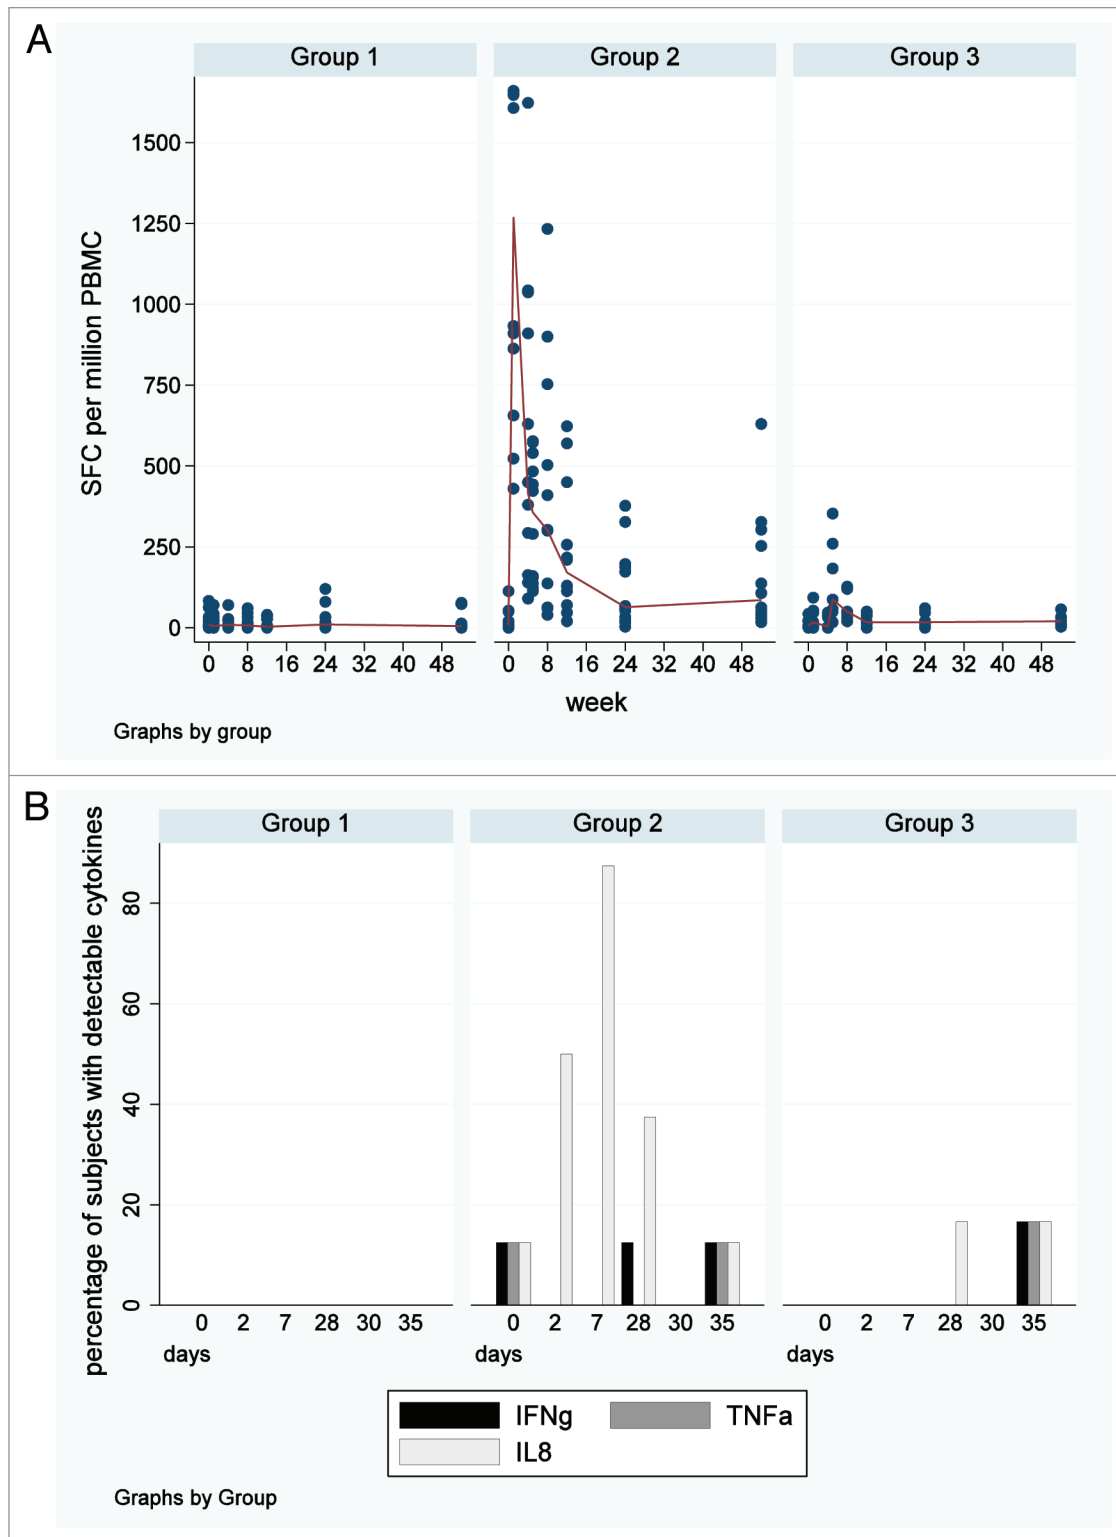 A
Group 1 Group 2 Group 3
SFC per million PBMC
1500
1250
1000
750
500
250
0
0 8 16 24 32 40 48 0 8 16 24 32 40 48 0 8 16 24 32 40 48
week
Graphs by group
B
Group 1 Group 2 Group 3
percentage of subjects with detectable cytokines
80
60
40
20
0
0 2 7 28 30 35 0 2 7 28 30 35 0 2 7 28 30 35
days days days
IFNg TNFa
IL8
Graphs by Group